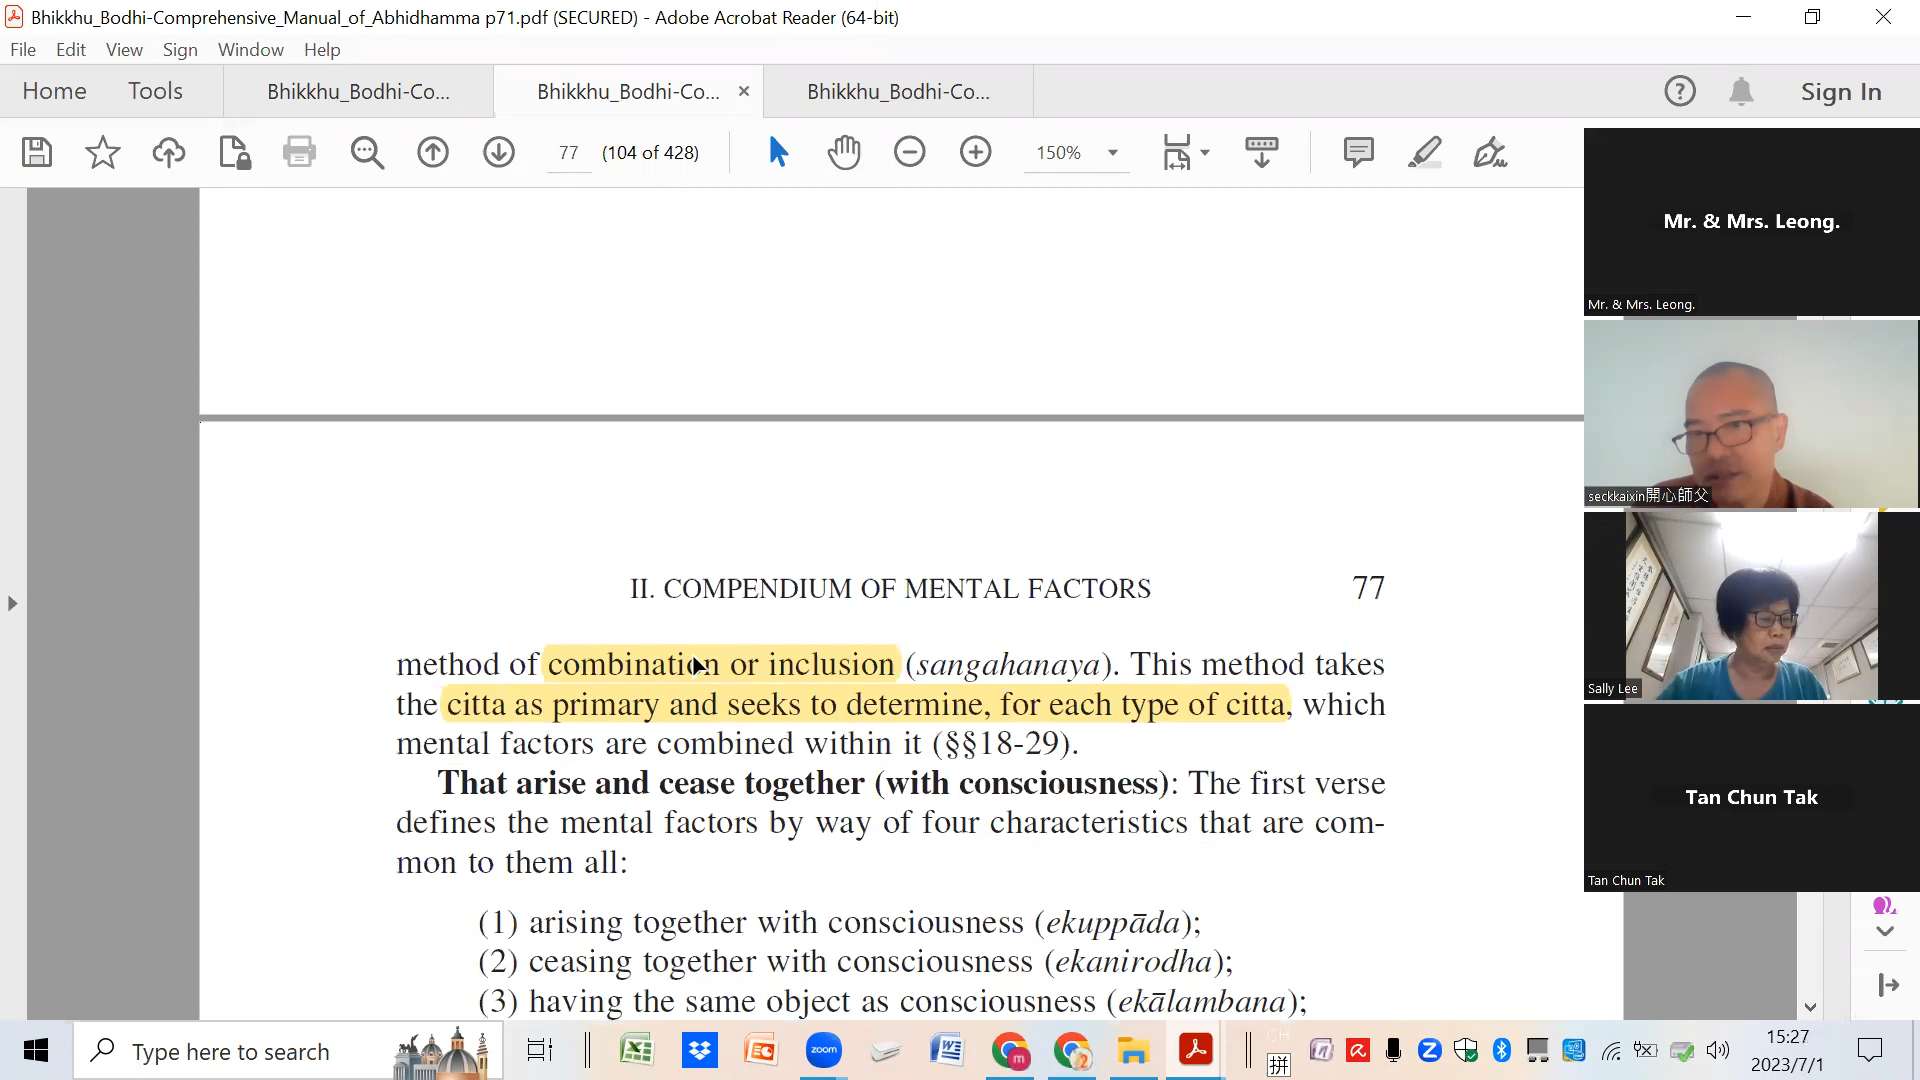 Bhikkhu_Bodhi-Comprehensive_Manual_of_Abhidhamma p71.pdf (SECURED) - Adobe Acrobat Reader (64-bit)
File Edit View Sign Window Help
Home Tools Bhikkhu_Bodhi-Co... Bhikkhu_Bodhi-Co... × Bhikkhu_Bodhi-Co... Sign In
77 (104 of 428) 150%
Mr. & Mrs. Leong.
Mr. & Mrs. Leong.
seckkaixin開心師父
Sally Lee
Tan Chun Tak
Tan Chun Tak
II. COMPENDIUM OF MENTAL FACTORS 77
method of combination or inclusion (sangahanaya). This method takes
the citta as primary and seeks to determine, for each type of citta, which
mental factors are combined within it (§§18-29).
That arise and cease together (with consciousness): The first verse
defines the mental factors by way of four characteristics that are com-
mon to them all:
(1) arising together with consciousness (ekuppāda);
(2) ceasing together with consciousness (ekanirodha);
(3) having the same object as consciousness (ekālambana);
Type here to search
zoom
拼
15:27
2023/7/1